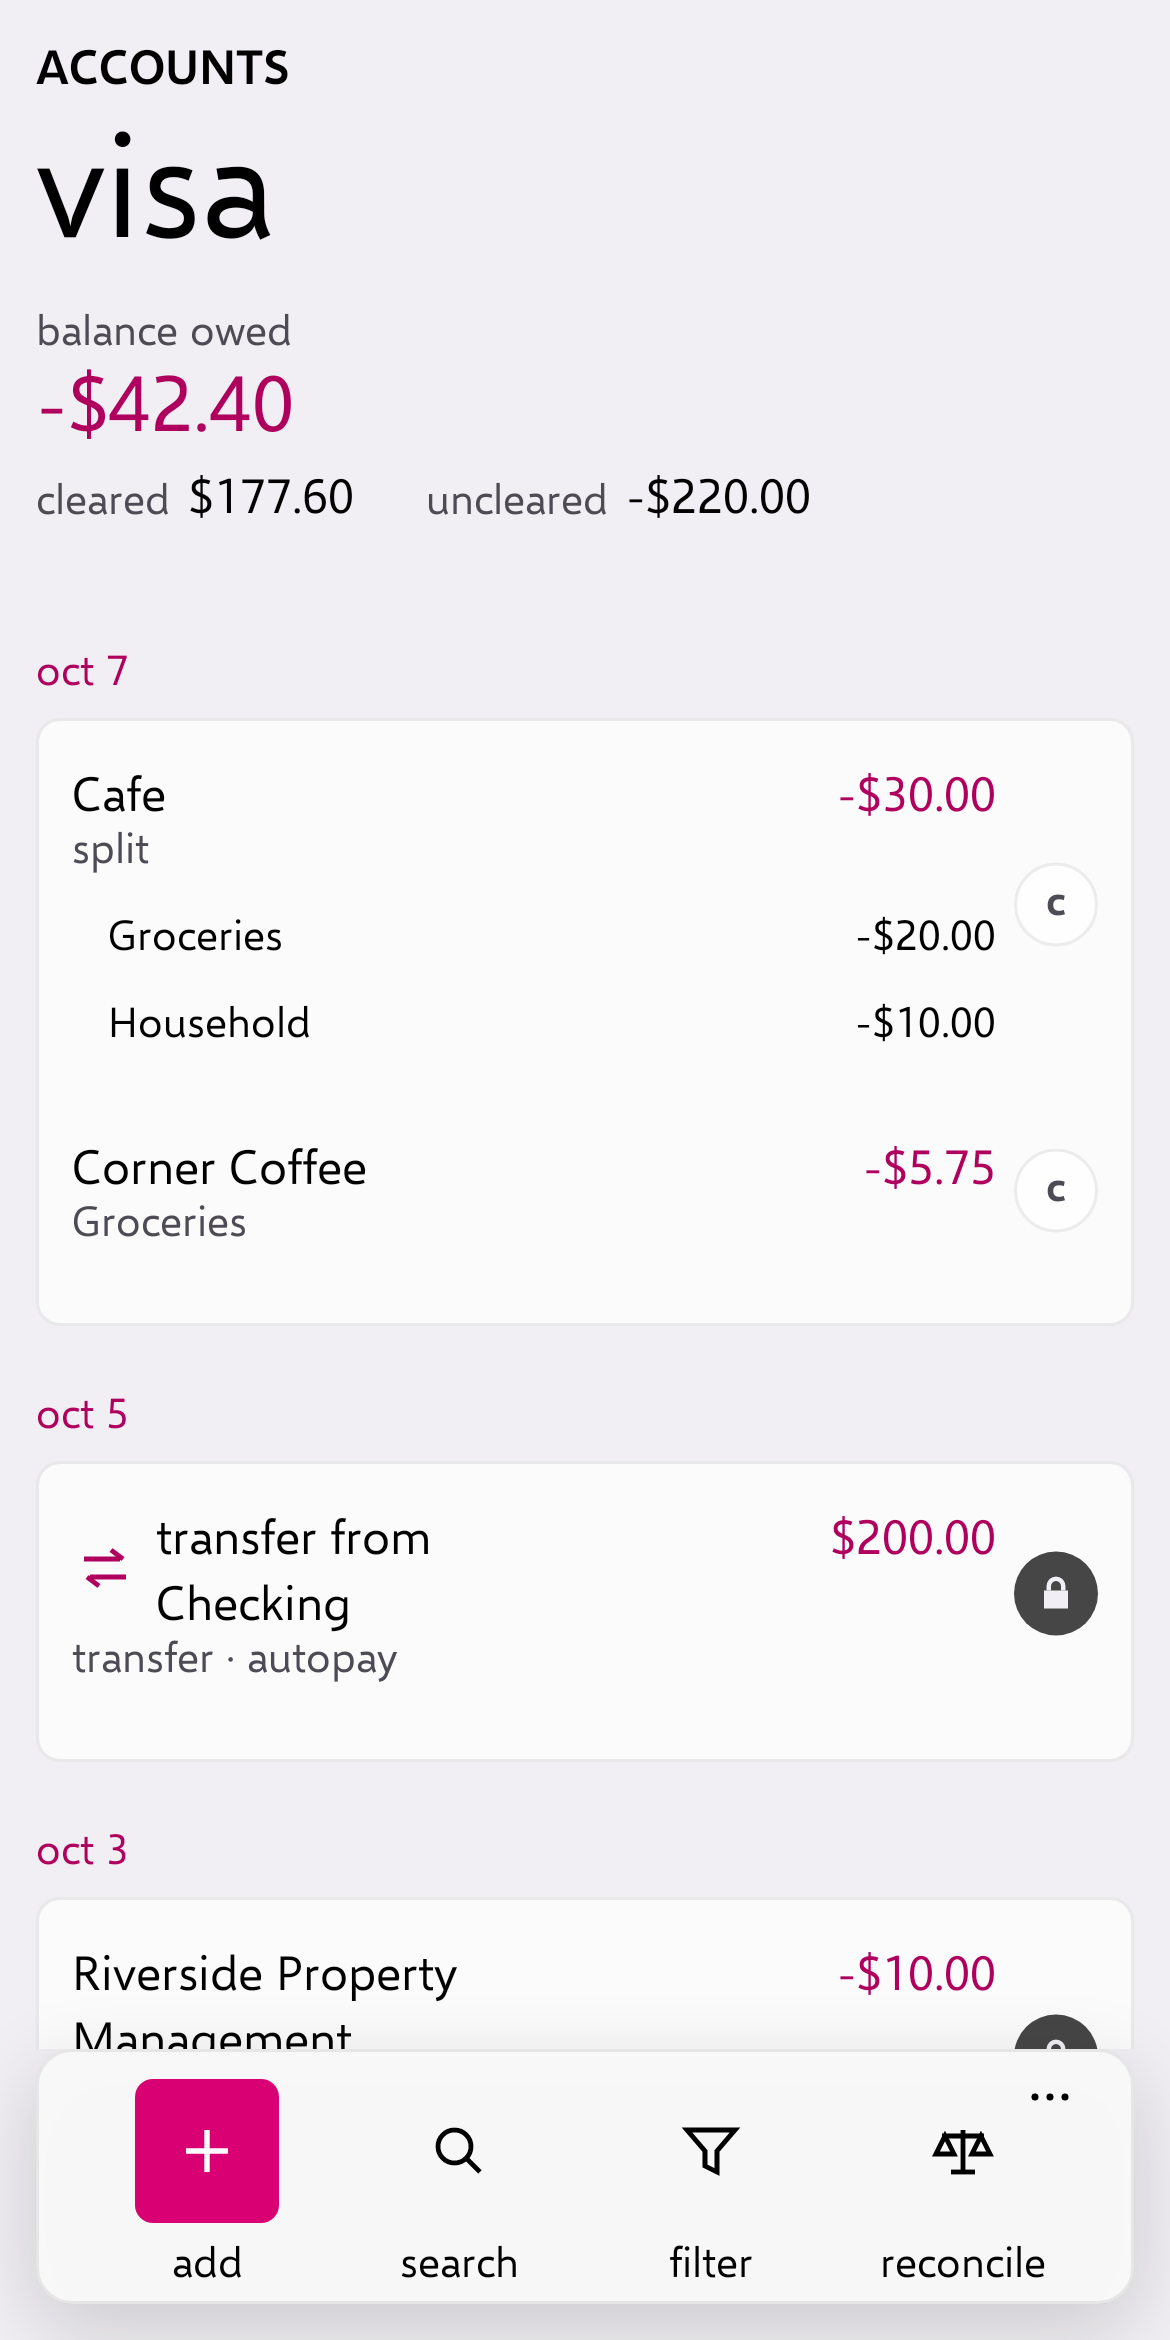 ACCOUNTS
visa
balance owed
-$42.40
cleared $177.60 uncleared -$220.00
oct 7
Cafe -$30.00
split
c
Groceries -$20.00
Household -$10.00
Corner Coffee -$5.75
c
Groceries
oct 5
transfer from $200.00
Checking
transfer · autopay
oct 3
Riverside Property -$10.00
Management
add search filter reconcile